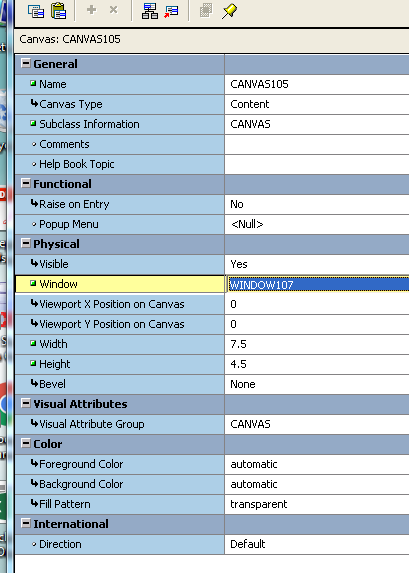 Canvas: CANVAS105
General
Name CANVAS105
Canvas Type Content
Subclass Information CANVAS
Comments
Help Book Topic
Functional
Raise on Entry No
Popup Menu <Null>
Physical
Visible Yes
Window WINDOW107
Viewport X Position on Canvas 0
Viewport Y Position on Canvas 0
Width 7.5
Height 4.5
Bevel None
Visual Attributes
Visual Attribute Group CANVAS
Color
Foreground Color automatic
Background Color automatic
Fill Pattern transparent
International
Direction Default